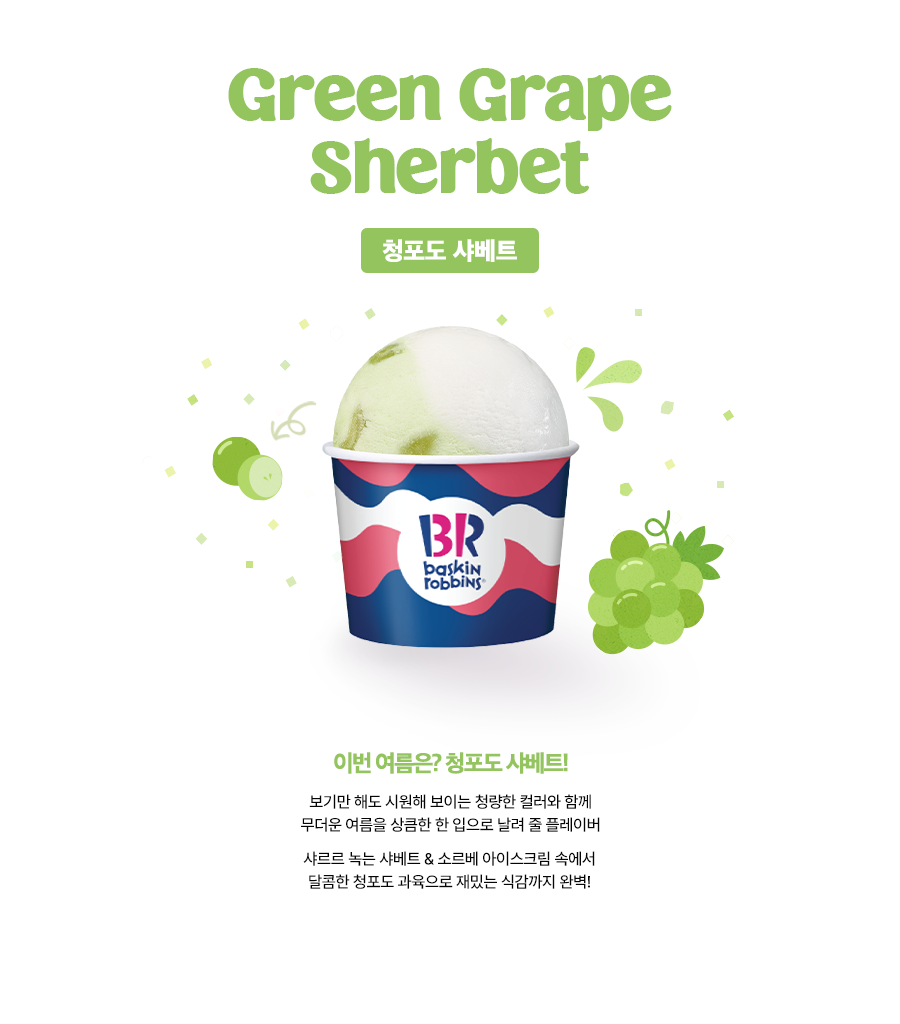 Green Grape
Sherbet
청포도 샤베트
BR
baskin
robbins®
이번 여름은? 청포도 샤베트!
보기만 해도 시원해 보이는 청량한 컬러와 함께
무더운 여름을 상큼한 한 입으로 날려 줄 플레이버
샤르르 녹는 샤베트 & 소르베 아이스크림 속에서
달콤한 청포도 과육으로 재밌는 식감까지 완벽!